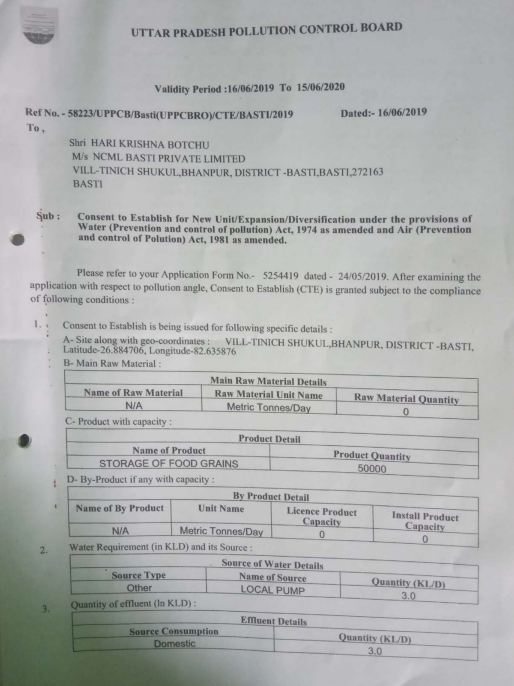 UTTAR PRADESH POLLUTION CONTROL BOARD
Validity Period :16/06/2019 To 15/06/2020
Ref No. - 58223/UPPCB/Basti(UPPCBRO)/CTE/BASTI/2019 Dated:- 16/06/2019
To ,
Shri HARI KRISHNA BOTCHU
M/s NCML BASTI PRIVATE LIMITED
VILL-TINICH SHUKUL,BHANPUR, DISTRICT -BASTI,BASTI,272163
BASTI
Sub : Consent to Establish for New Unit/Expansion/Diversification under the provisions of
Water (Prevention and control of pollution) Act, 1974 as amended and Air (Prevention
and control of Polution) Act, 1981 as amended.
Please refer to your Application Form No.- 5254419 dated - 24/05/2019. After examining the
application with respect to pollution angle, Consent to Establish (CTE) is granted subject to the compliance
of following conditions :
1. Consent to Establish is being issued for following specific details :
A- Site along with geo-coordinates : VILL-TINICH SHUKUL,BHANPUR, DISTRICT -BASTI,
Latitude-26.884706, Longitude-82.635876
B- Main Raw Material :
Main Raw Material Details
Name of Raw Material Raw Material Unit Name Raw Material Quantity
N/A Metric Tonnes/Day 0
C- Product with capacity :
Product Detail
Name of Product Product Quantity
STORAGE OF FOOD GRAINS 50000
D- By-Product if any with capacity :
By Product Detail
Name of By Product Unit Name Licence Product Install Product
Capacity Capacity
N/A Metric Tonnes/Day 0 0
2. Water Requirement (in KLD) and its Source :
Source of Water Details
Source Type Name of Source Quantity (KL/D)
Other LOCAL PUMP 3.0
3. Quantity of effluent (In KLD) :
Effluent Details
Source Consumption Quantity (KL/D)
Domestic 3.0